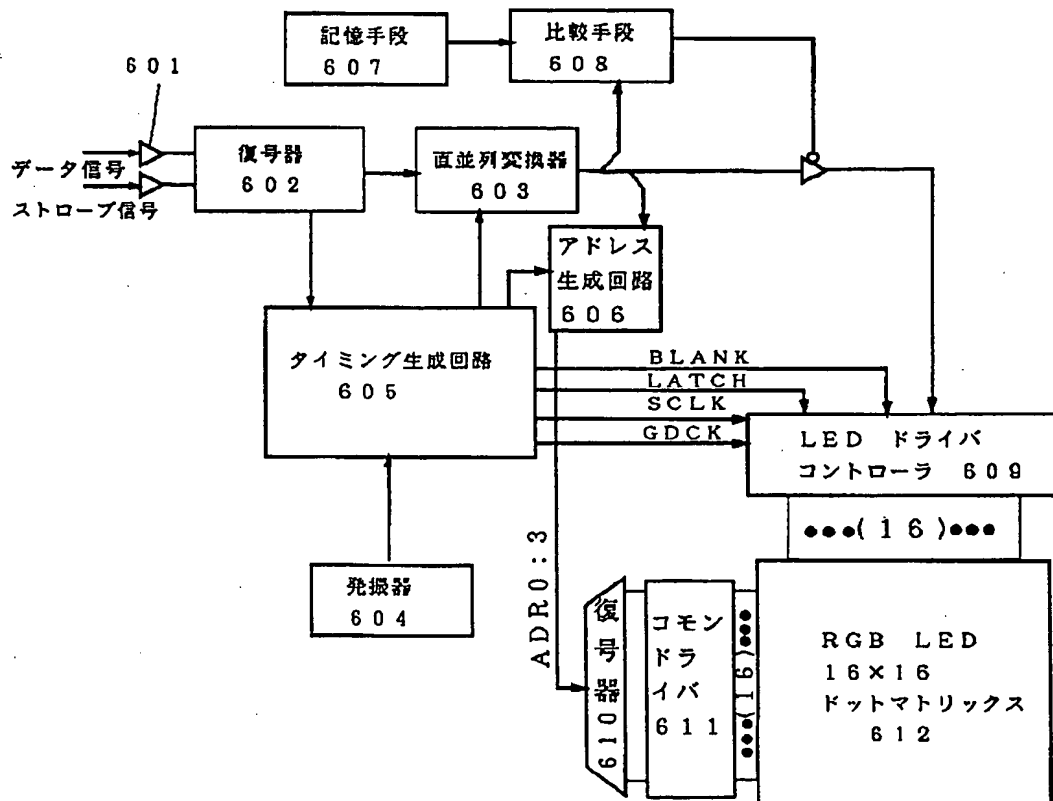 記憶手段
607
比較手段
608
601
データ信号
ストローブ信号
復号器
602
直並列変換器
603
アドレス
生成回路
606
タイミング生成回路
605
BLANK
LATCH
SCLK
GDCK
LED ドライバ
コントローラ 609
●●●(16)●●●
発振器
604
ADR0:3
復号器610
コモン
ドラ
イバ
611
●●●(16)●●●
RGB LED
16×16
ドットマトリックス
612